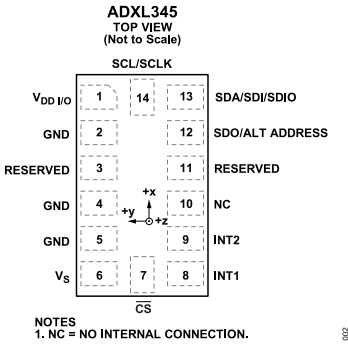 ADXL345
TOP VIEW
(Not to Scale)
SCL/SCLK
VDD I/O 1 14 13 SDA/SDI/SDIO
GND 2 12 SDO/ALT ADDRESS
RESERVED 3 11 RESERVED
+x
GND 4 10 NC
+y +z
GND 5 9 INT2
VS 6 7 8 INT1
CS
NOTES
1. NC = NO INTERNAL CONNECTION.
002